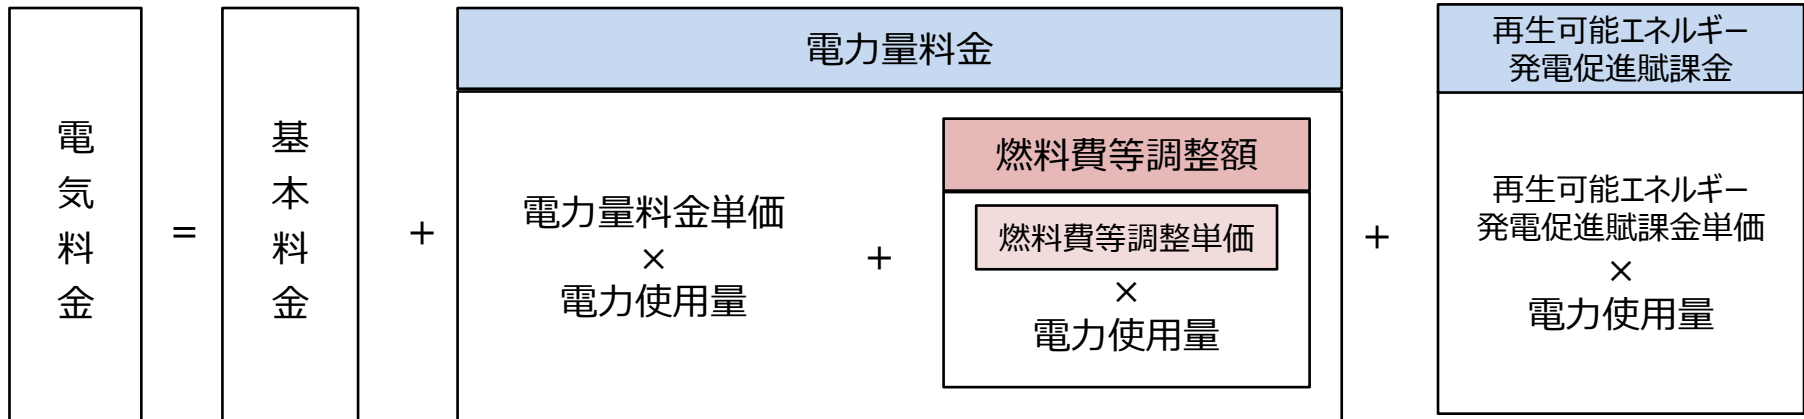 電気料金
=
基本料金
+
電力量料金
電力量料金単価
×
電力使用量
+
燃料費等調整額
燃料費等調整単価
×
電力使用量
+
再生可能エネルギー
発電促進賦課金
再生可能エネルギー
発電促進賦課金単価
×
電力使用量